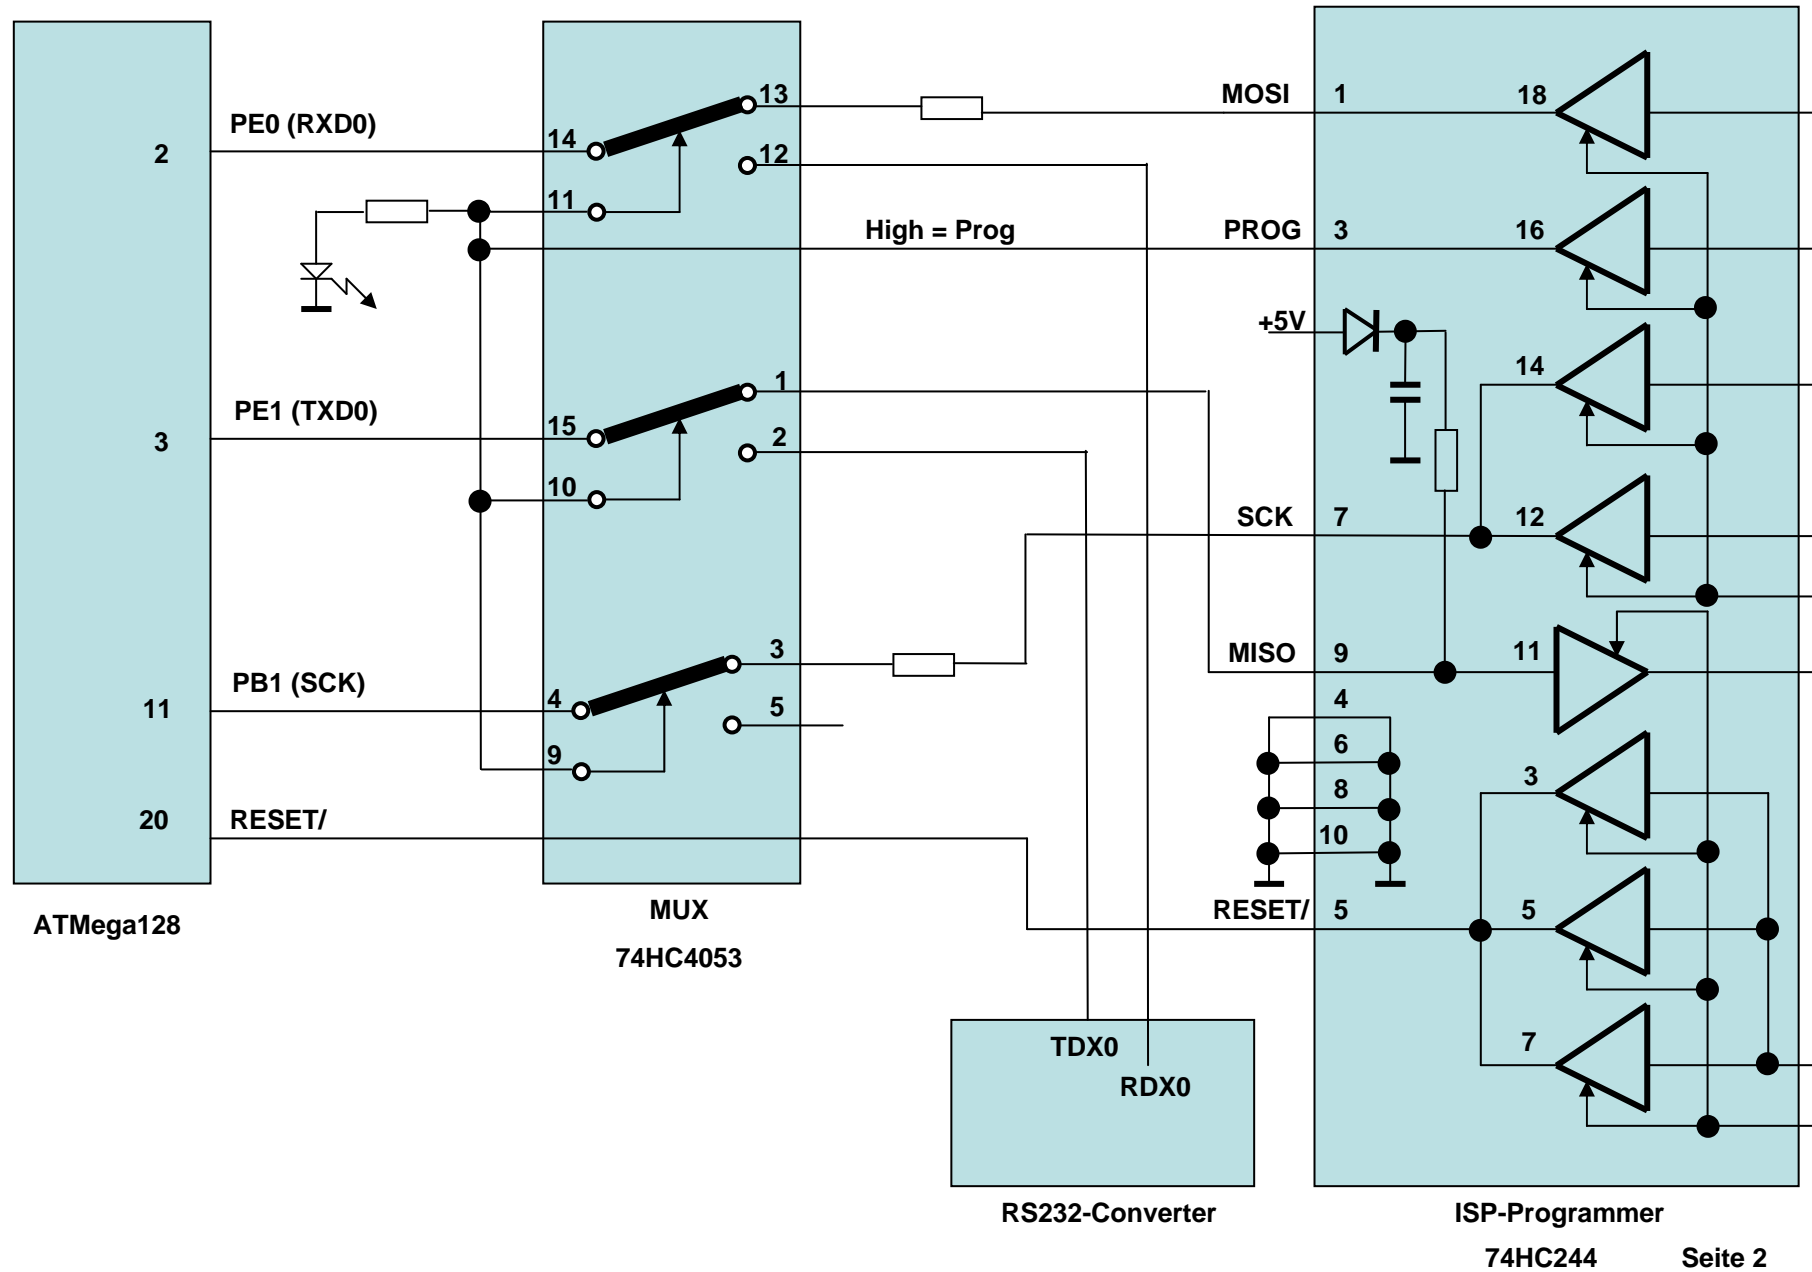 2
3
11
20
PE0 (RXD0)
PE1 (TXD0)
PB1 (SCK)
RESET/
ATMega128
14
13
12
11
15
1
2
10
4
3
5
9
MUX
74HC4053
High = Prog
MOSI
PROG
+5V
SCK
MISO
RESET/
1
3
7
9
4
6
8
10
5
18
16
14
12
11
3
5
7
TDX0
RDX0
RS232-Converter
ISP-Programmer
74HC244
Seite 2